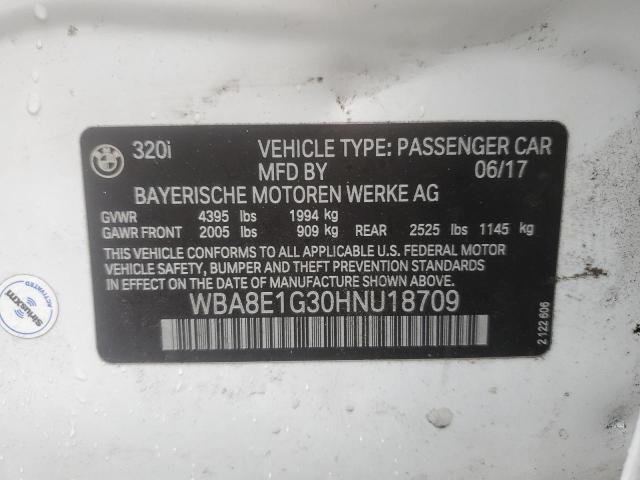 BMW
320i VEHICLE TYPE: PASSENGER CAR
MFD BY 06/17
BAYERISCHE MOTOREN WERKE AG
GVWR 4395 lbs 1994 kg
GAWR FRONT 2005 lbs 909 kg REAR 2525 lbs 1145 kg
THIS VEHICLE CONFORMS TO ALL APPLICABLE U.S. FEDERAL MOTOR
VEHICLE SAFETY, BUMPER AND THEFT PREVENTION STANDARDS
IN EFFECT ON THE DATE OF MANUFACTURE SHOWN ABOVE.
WBA8E1G30HNU18709
2 122 606
ACTIVATED
SiriusXM